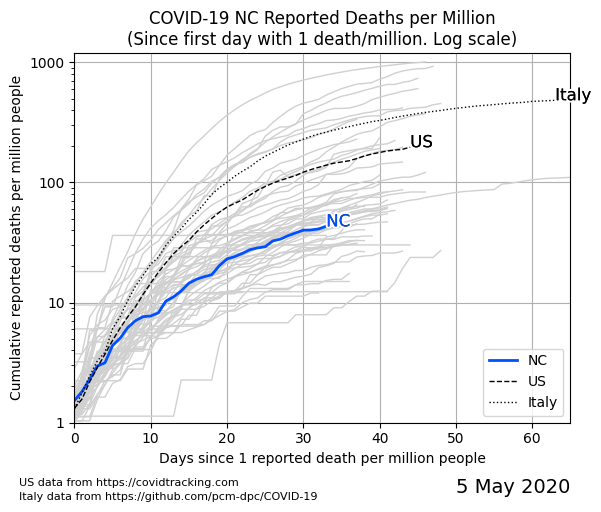 COVID-19 NC Reported Deaths per Million
(Since first day with 1 death/million. Log scale)
Cumulative reported deaths per million people
1000
100
10
1
Italy
US
NC
NC
US
Italy
0 10 20 30 40 50 60
Days since 1 reported death per million people
US data from https://covidtracking.com
Italy data from https://github.com/pcm-dpc/COVID-19
5 May 2020